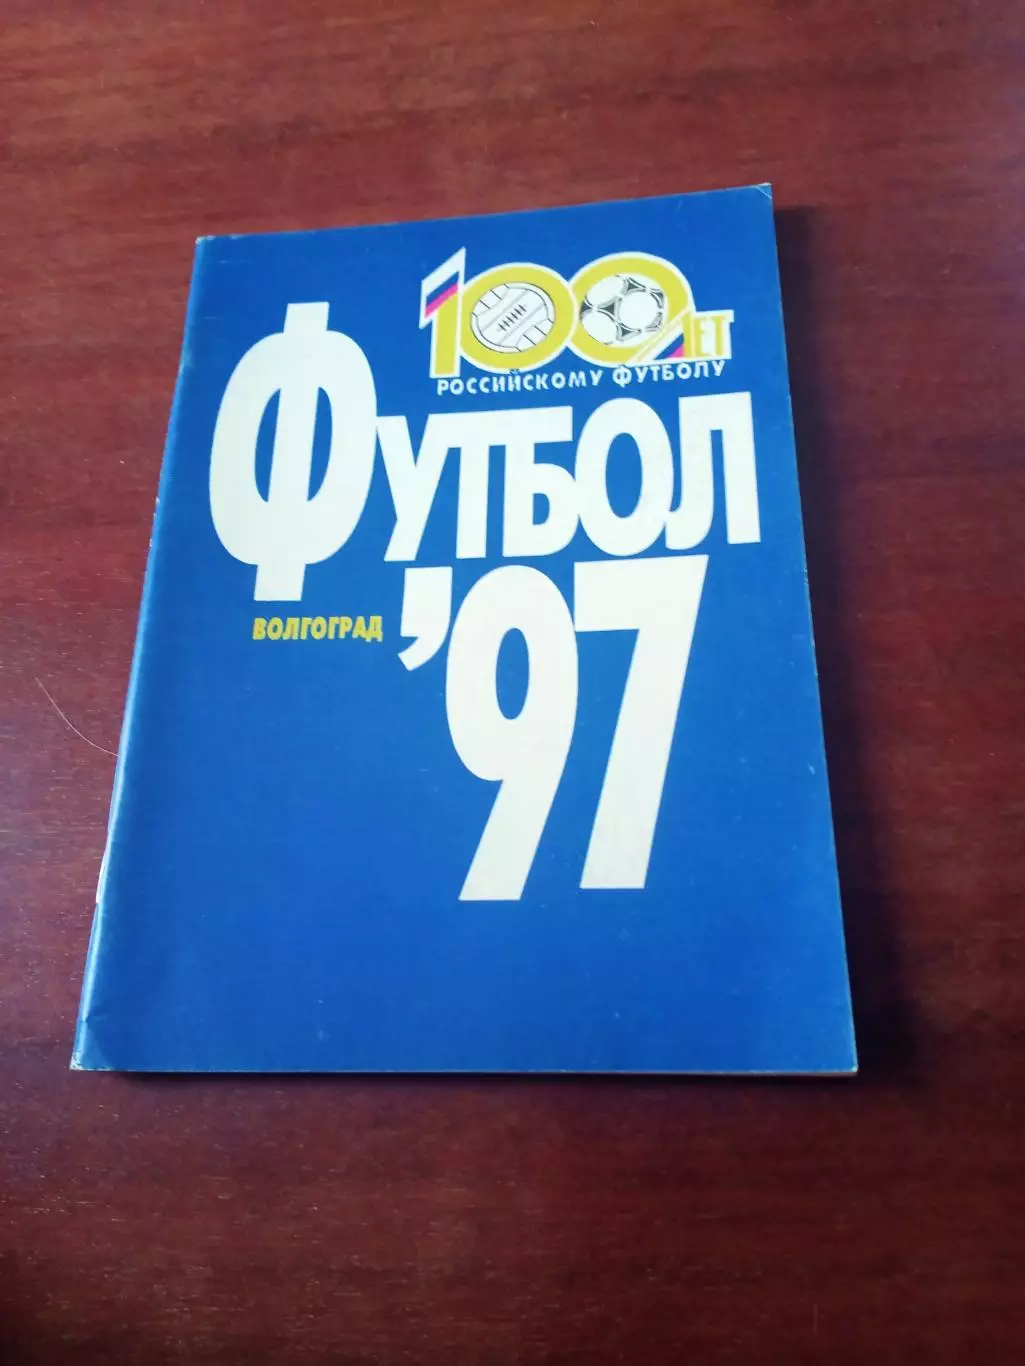 100 ЛЕТ
РОССИЙСКОМУ ФУТБОЛУ
ФУТБОЛ
ВОЛГОГРАД
'97